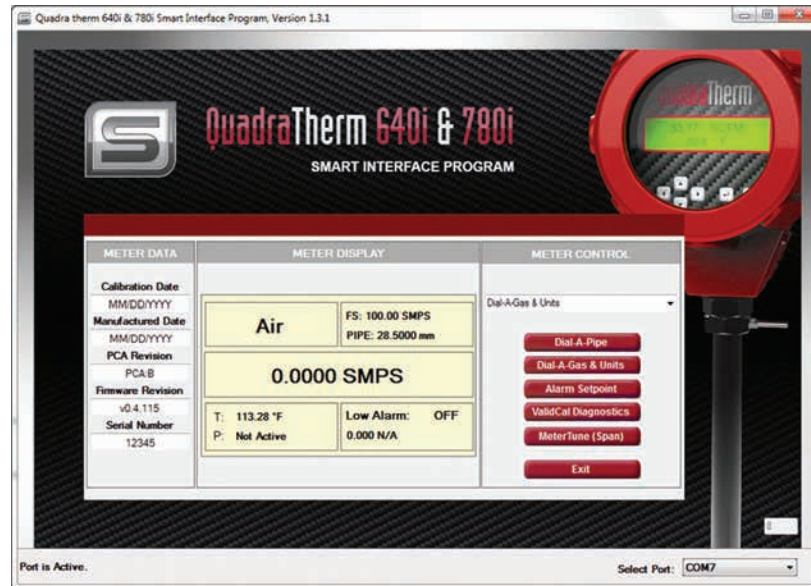 Quadra therm 640i & 780i Smart Interface Program, Version 1.3.1
QuadraTherm 640i & 780i
SMART INTERFACE PROGRAM
Therm
METER DATA
Calibration Date
MM/DD/YYYY
Manufactured Date
MM/DD/YYYY
PCA Revision
PCA:B
Firmware Revision
v0.4.115
Serial Number
12345
METER DISPLAY
Air
FS: 100.00 SMPS
PIPE: 28.5000 mm
0.0000 SMPS
T: 113.28 °F
P: Not Active
Low Alarm: OFF
0.000 N/A
METER CONTROL
Dial-A-Gas & Units
Dial-A-Pipe
Dial-A-Gas & Units
Alarm Setpoint
ValidCal Diagnostics
MeterTune (Span)
Exit
Port is Active.
Select Port: COM7